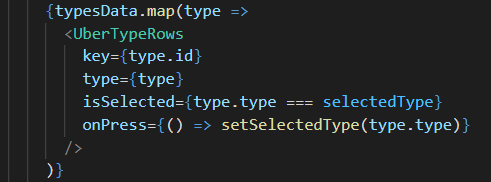 {typesData.map(type =>
<UberTypeRows
key={type.id}
type={type}
isSelected={type.type === selectedType}
onPress={() => setSelectedType(type.type)}
/>
)}